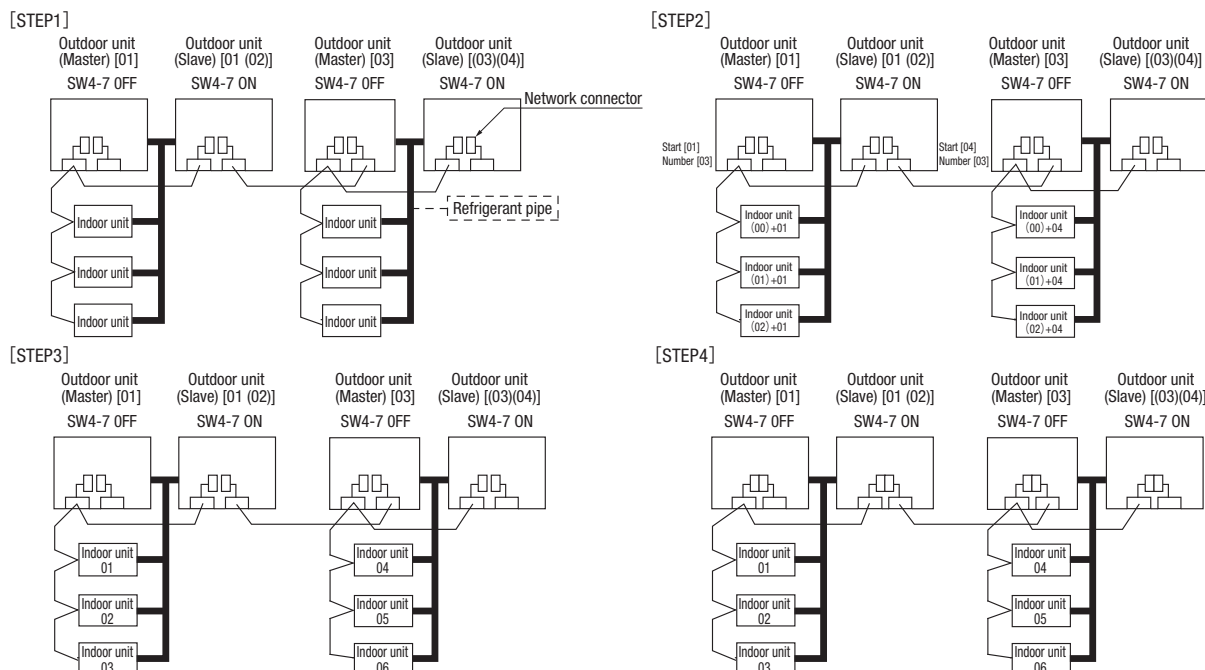 [STEP1]
Outdoor unit
(Master) [01]
Outdoor unit
(Slave) [01 (02)]
Outdoor unit
(Master) [03]
Outdoor unit
(Slave) [(03)(04)]
SW4-7 OFF
SW4-7 ON
SW4-7 OFF
SW4-7 ON
Network connector
Refrigerant pipe
Indoor unit
Indoor unit
Indoor unit
Indoor unit
Indoor unit
Indoor unit
[STEP2]
Outdoor unit
(Master) [01]
Outdoor unit
(Slave) [01 (02)]
Outdoor unit
(Master) [03]
Outdoor unit
(Slave) [(03)(04)]
SW4-7 OFF
SW4-7 ON
SW4-7 OFF
SW4-7 ON
Start [01]
Number [03]
Start [04]
Number [03]
Indoor unit
(00)+01
Indoor unit
(01)+01
Indoor unit
(02)+01
Indoor unit
(00)+04
Indoor unit
(01)+04
Indoor unit
(02)+04
[STEP3]
Outdoor unit
(Master) [01]
Outdoor unit
(Slave) [01 (02)]
Outdoor unit
(Master) [03]
Outdoor unit
(Slave) [(03)(04)]
SW4-7 OFF
SW4-7 ON
SW4-7 OFF
SW4-7 ON
Indoor unit
01
Indoor unit
02
Indoor unit
03
Indoor unit
04
Indoor unit
05
Indoor unit
06
[STEP4]
Outdoor unit
(Master) [01]
Outdoor unit
(Slave) [01 (02)]
Outdoor unit
(Master) [03]
Outdoor unit
(Slave) [(03)(04)]
SW4-7 OFF
SW4-7 ON
SW4-7 OFF
SW4-7 ON
Indoor unit
01
Indoor unit
02
Indoor unit
03
Indoor unit
04
Indoor unit
05
Indoor unit
06